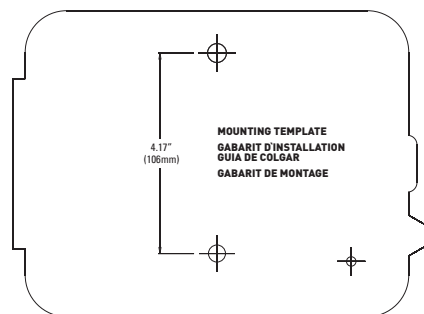 4.17"
(106mm)
MOUNTING TEMPLATE
GABARIT D'INSTALLATION
GUIA DE COLGAR
GABARIT DE MONTAGE